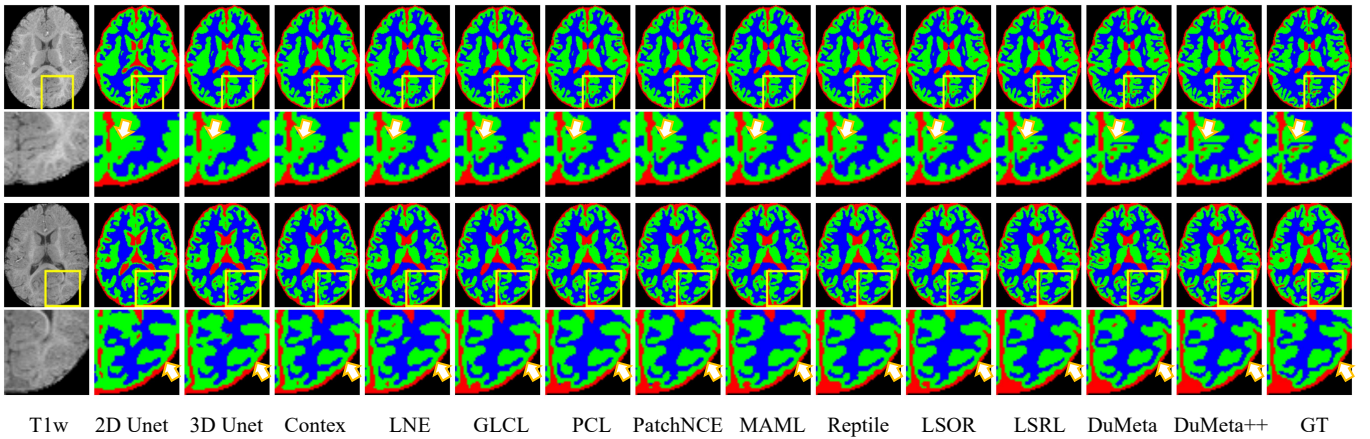 T1w 2D Unet 3D Unet Contex LNE GLCL PCL PatchNCE MAML Reptile LSOR LSRL DuMeta DuMeta++ GT